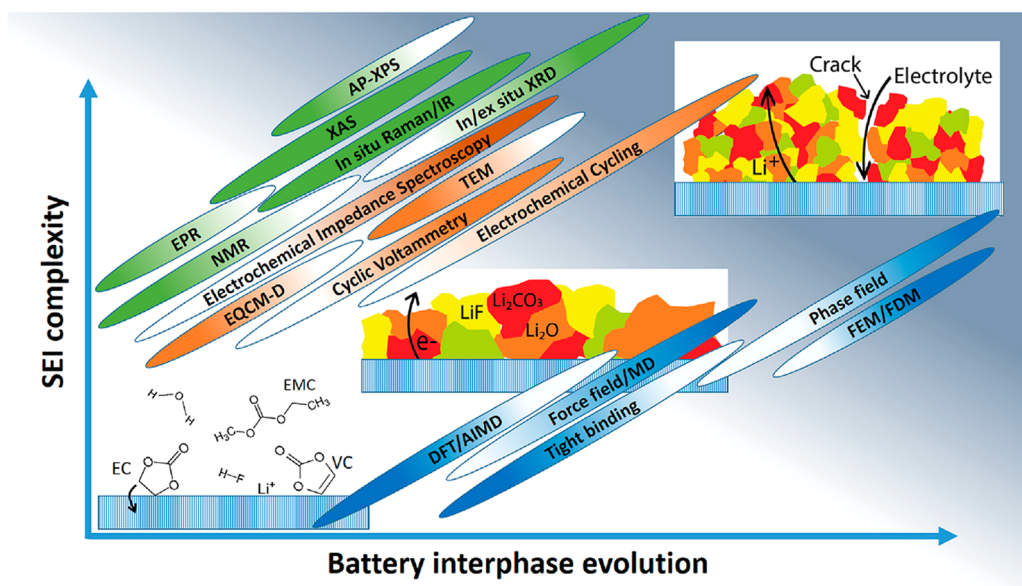 AP-XPS
XAS
In situ Raman/IR
In/ex situ XRD
EPR
NMR
Electrochemical Impedance Spectroscopy
TEM
EQCM-D
Cyclic Voltammetry
Electrochemical Cycling
Crack
Electrolyte
Li⁺
SEI complexity
LiF
Li₂CO₃
Li₂O
e-
Phase field
FEM/FDM
DFT/AIMD
Force field/MD
Tight binding
H O H
EMC
O
O O
CH₃
H₃C
EC
O
O
O
H-F
Li⁺
VC
O
O
O
Battery interphase evolution